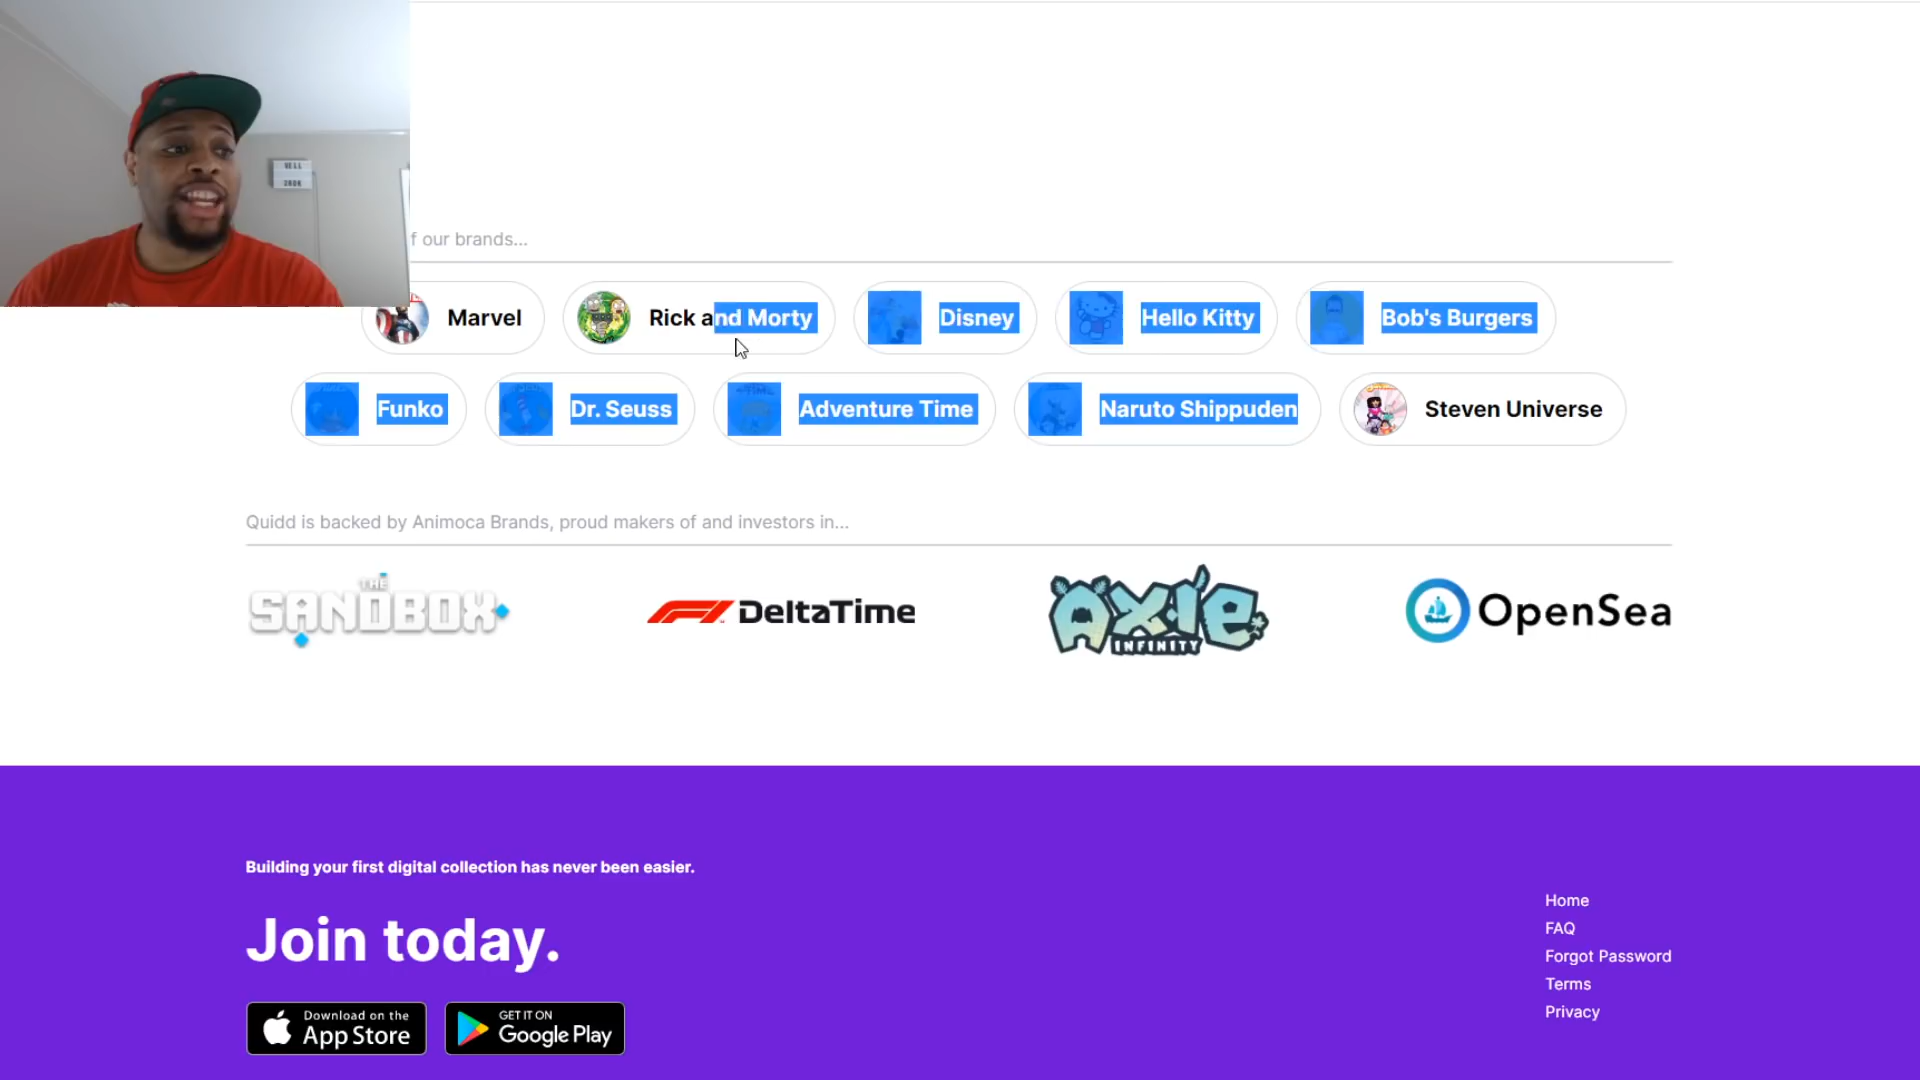 WELL
f our brands...
Marvel
Rick and Morty
Disney
Hello Kitty
Bob's Burgers
Funko
Dr. Seuss
Adventure Time
Naruto Shippuden
Steven Universe
Quidd is backed by Animoca Brands, proud makers of and investors in...
THE
SANDBOX
F1 DeltaTime
AXIE
INFINITY
OpenSea
Building your first digital collection has never been easier.
Join today.
Download on the
App Store
GET IT ON
Google Play
Home
FAQ
Forgot Password
Terms
Privacy